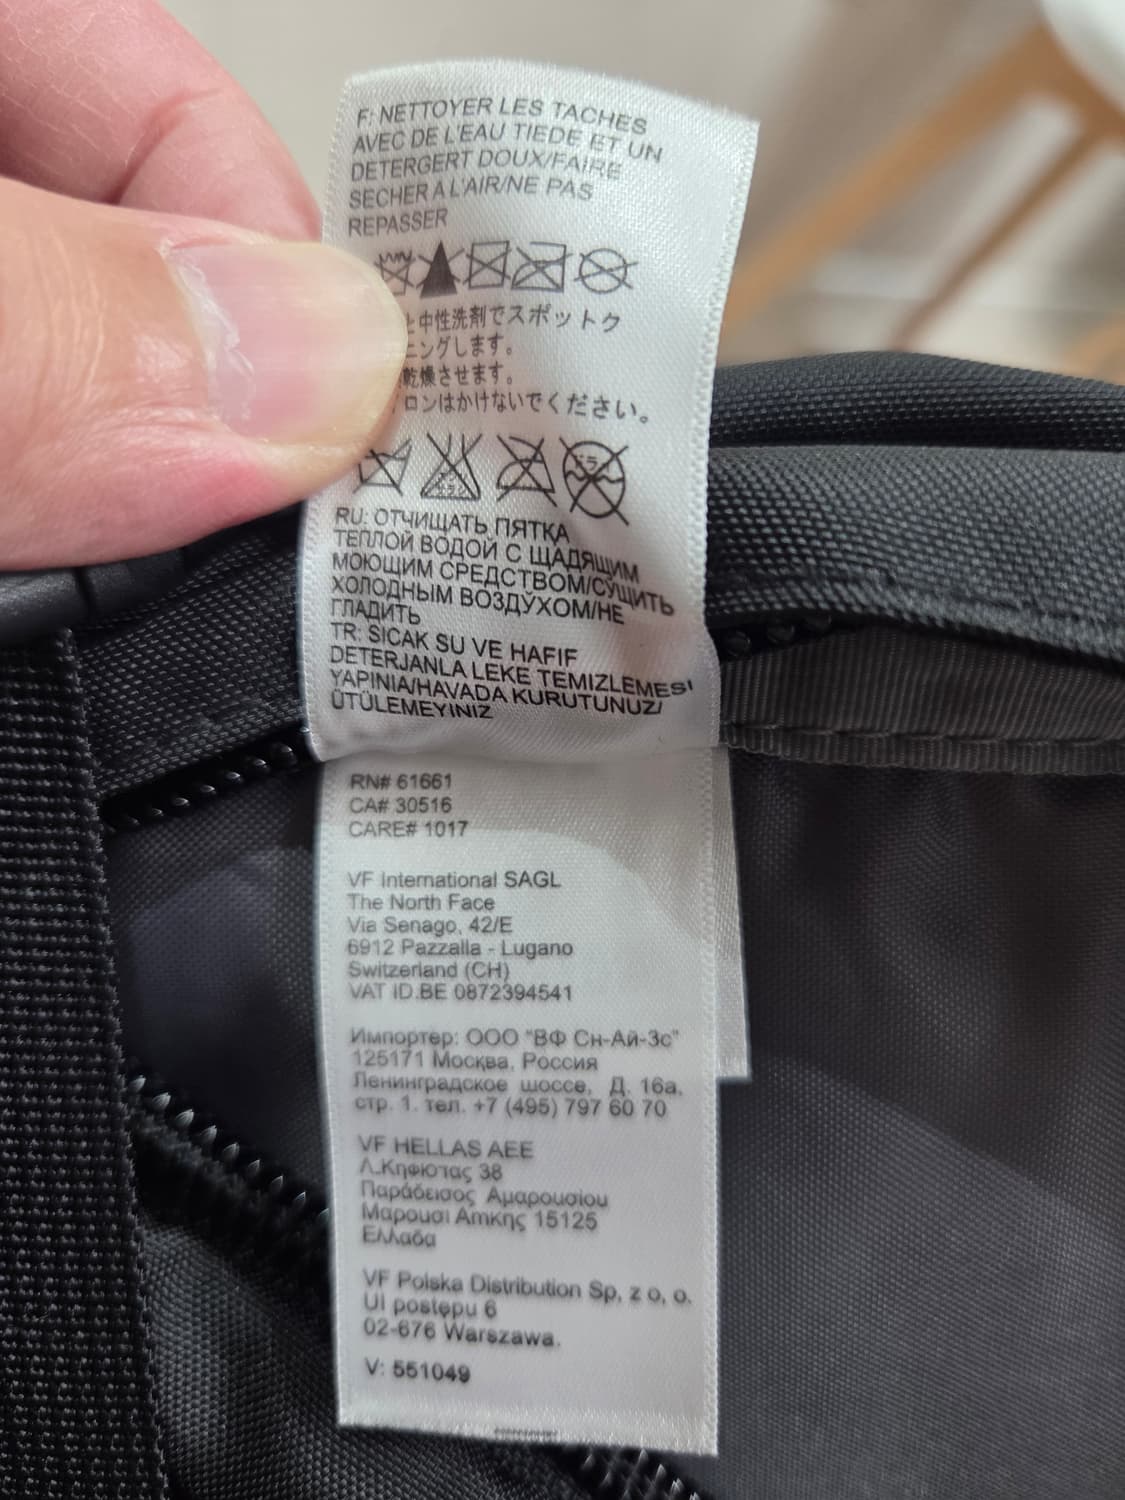 F: NETTOYER LES TACHES
AVEC DE L'EAU TIEDE ET UN
DETERGERT DOUX/FAIRE
SECHER A L'AIR/NE PAS
REPASSER
と中性洗剤でスポットク
ニングします。
乾燥させます。
ロンはかけないでください。
RU: ОТЧИЩАТЬ ПЯТКА
ТЕПЛОЙ ВОДОЙ С ЩАДЯЩИМ
МОЮЩИМ СРЕДСТВОМ/СУШИТЬ
ХОЛОДНЫМ ВОЗДУХОМ/НЕ
ГЛАДИТЬ
TR: SICAK SU VE HAFIF
DETERJANLA LEKE TEMIZLEMESI
YAPINIA/HAVADA KURUTUNUZ/
ÜTÜLEMEYINIZ
RN# 61661
CA# 30516
CARE# 1017
VF International SAGL
The North Face
Via Senago, 42/E
6912 Pazzalla - Lugano
Switzerland (CH)
VAT ID.BE 0872394541
Импортер: ООО "ВФ Сн-Ай-Зс"
125171 Москва, Россия
Ленинградское шоссе, Д. 16а,
стр. 1. тел. +7 (495) 797 60 70
VF HELLAS AEE
Λ.Κηφιστας 38
Παράδεισος Αμαρουσίου
Μαρουσι Αττικης 15125
Ελλαδα
VF Polska Distribution Sp, z o, o.
Ul postępu 6
02-676 Warszawa.
V: 551049